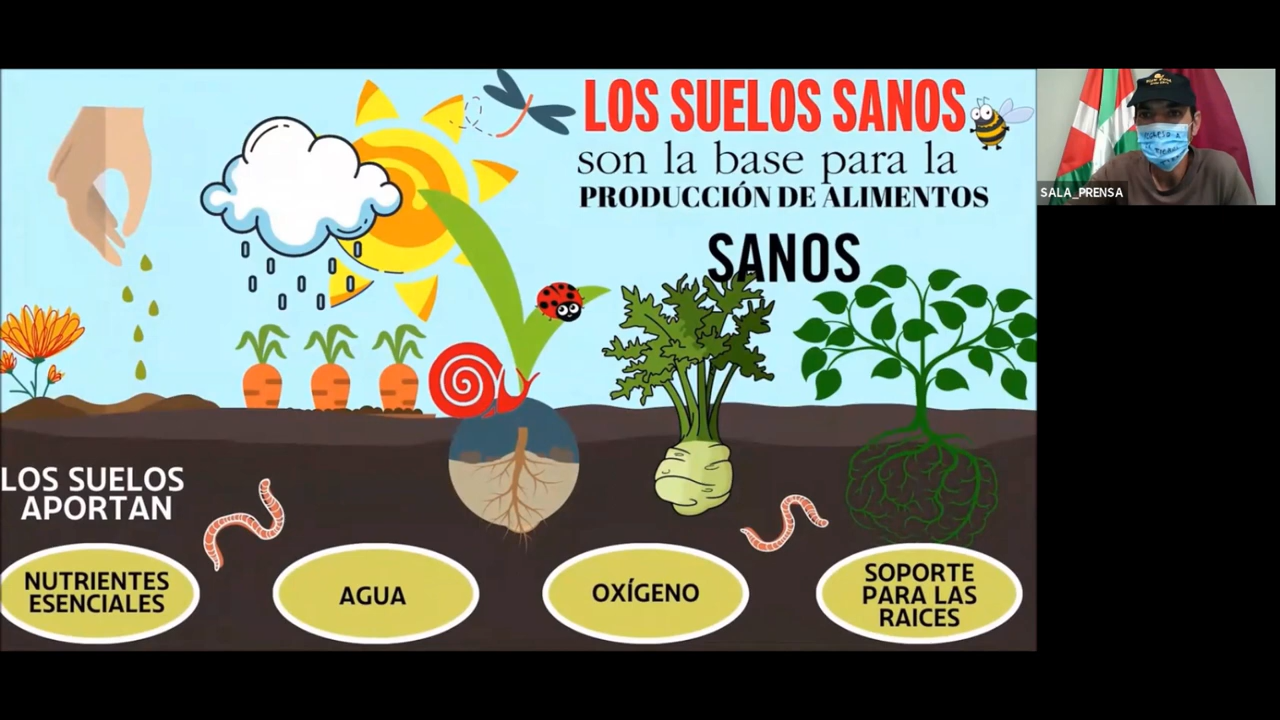 LOS SUELOS SANOS
son la base para la
PRODUCCIÓN DE ALIMENTOS
SANOS
SALA_PRENSA
LOS SUELOS
APORTAN
NUTRIENTES
ESENCIALES
AGUA
OXÍGENO
SOPORTE
PARA LAS
RAICES